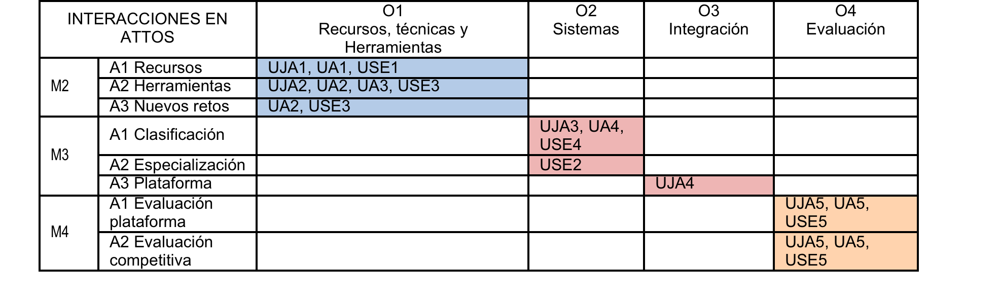 INTERACCIONES EN
ATTOS
O1
Recursos, técnicas y
Herramientas
O2
Sistemas
O3
Integración
O4
Evaluación
M2
A1 Recursos
UJA1, UA1, USE1
A2 Herramientas
UJA2, UA2, UA3, USE3
A3 Nuevos retos
UA2, USE3
M3
A1 Clasificación
UJA3, UA4,
USE4
A2 Especialización
USE2
A3 Plataforma
UJA4
M4
A1 Evaluación
plataforma
UJA5, UA5,
USE5
A2 Evaluación
competitiva
UJA5, UA5,
USE5